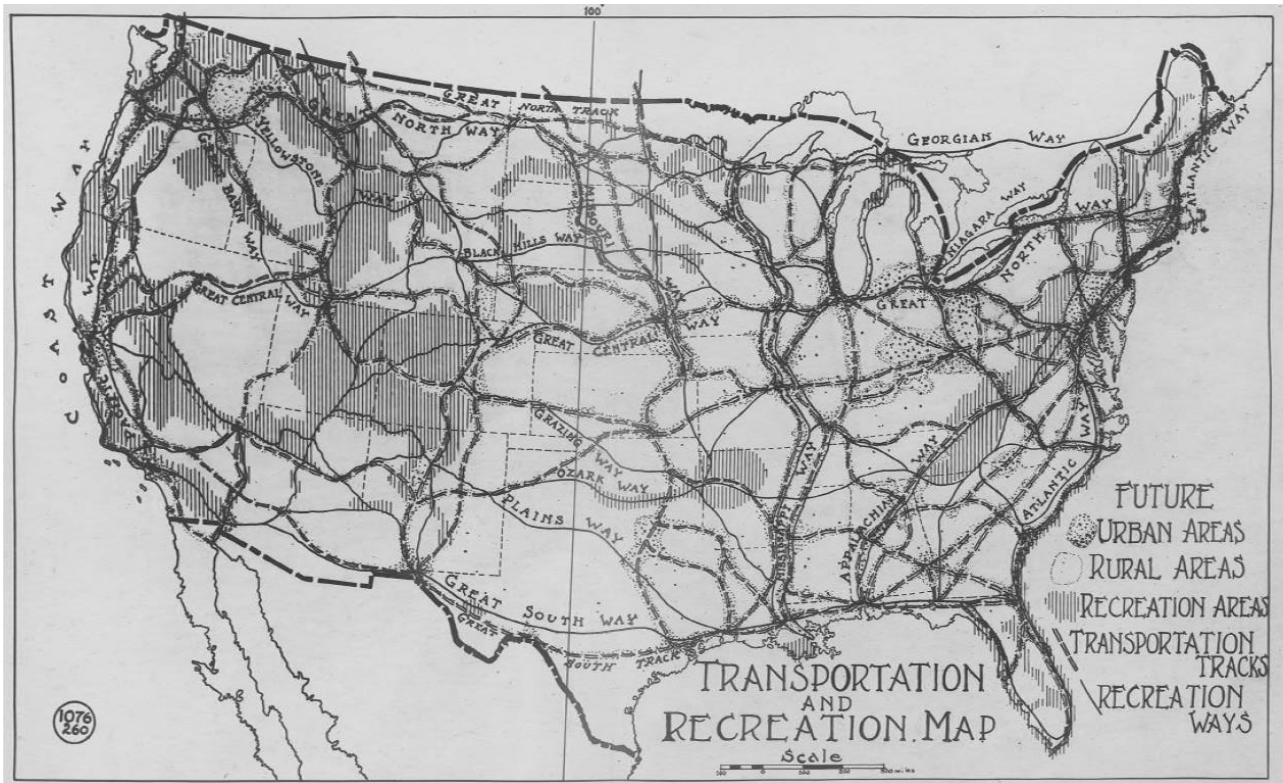 100°
GREAT
NORTH TRACK
GREAT
NORTH WAY
GEORGIAN WAY
ATLANTIC WAY
YELLOWSTONE
WAY
GREAT BASIN
WAY
MISSOURI
WAY
NIAGARA WAY
NORTH
WAY
BLACK HILLS WAY
COAST WAY
WAY
PACIFIC
GREAT CENTRAL WAY
GREAT
GREAT CENTRAL
WAY
GRAZING
WAY
OZARK WAY
PLAINS
WAY
MISSISSIPPI WAY
APPALACHIAN WAY
ATLANTIC WAY
GREAT
SOUTH WAY
GREAT
SOUTH TRACK
FUTURE
URBAN AREAS
RURAL AREAS
RECREATION AREAS
TRANSPORTATION
TRACKS
RECREATION
WAYS
TRANSPORTATION
AND
RECREATION. MAP
Scale
1076
260